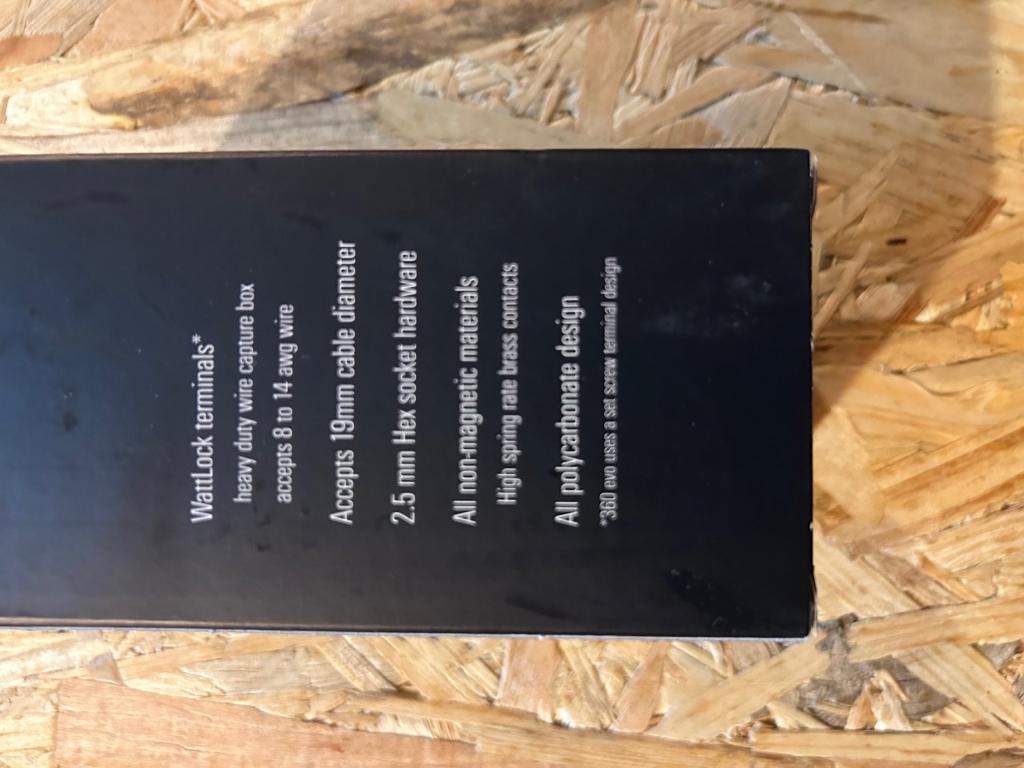 WattLock terminals*
heavy duty wire capture box
accepts 8 to 14 awg wire
Accepts 19mm cable diameter
2.5 mm Hex socket hardware
All non-magnetic materials
High spring rate brass contacts
All polycarbonate design
*360 evo uses a set screw terminal design